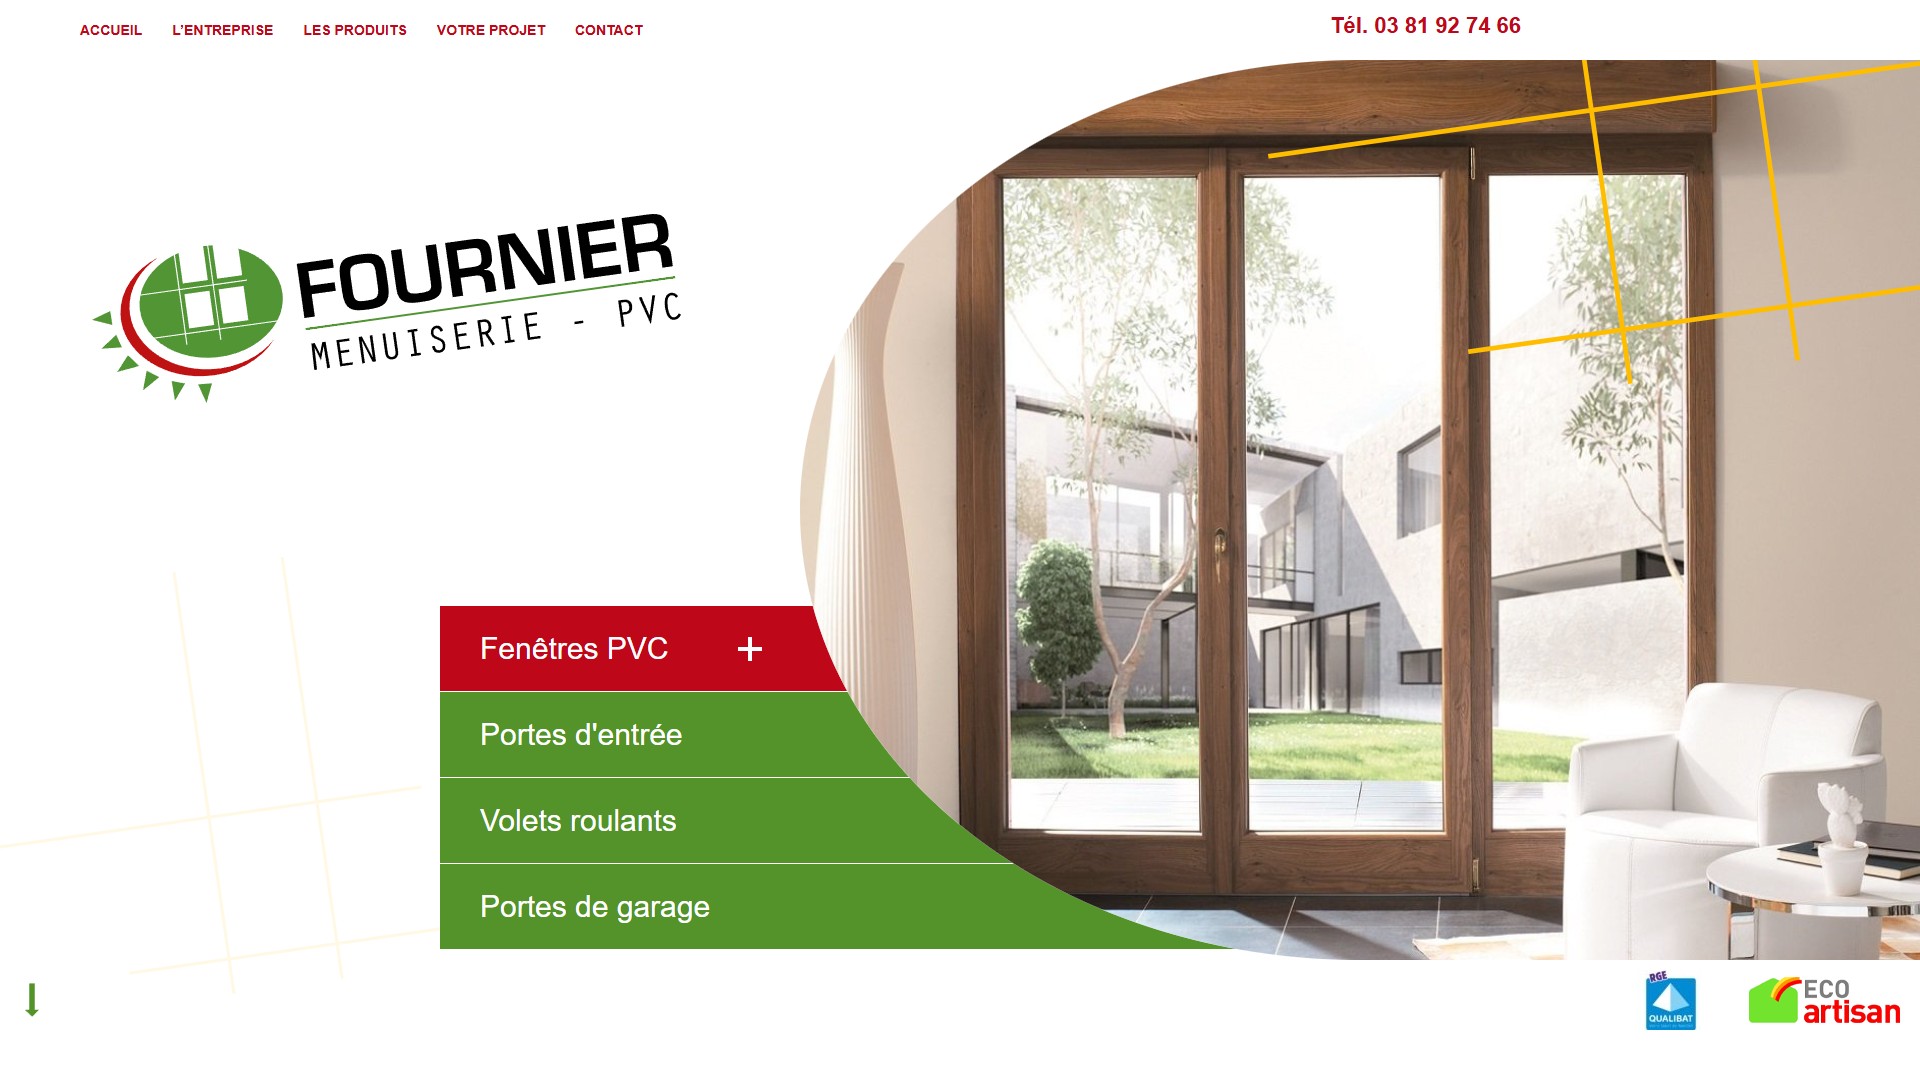 ACCUEIL
L'ENTREPRISE
LES PRODUITS
VOTRE PROJET
CONTACT
Tél. 03 81 92 74 66
FOURNIER
MENUISERIE - PVC
Fenêtres PVC +
Portes d'entrée
Volets roulants
Portes de garage
RGE
QUALIBAT
ECO
artisan